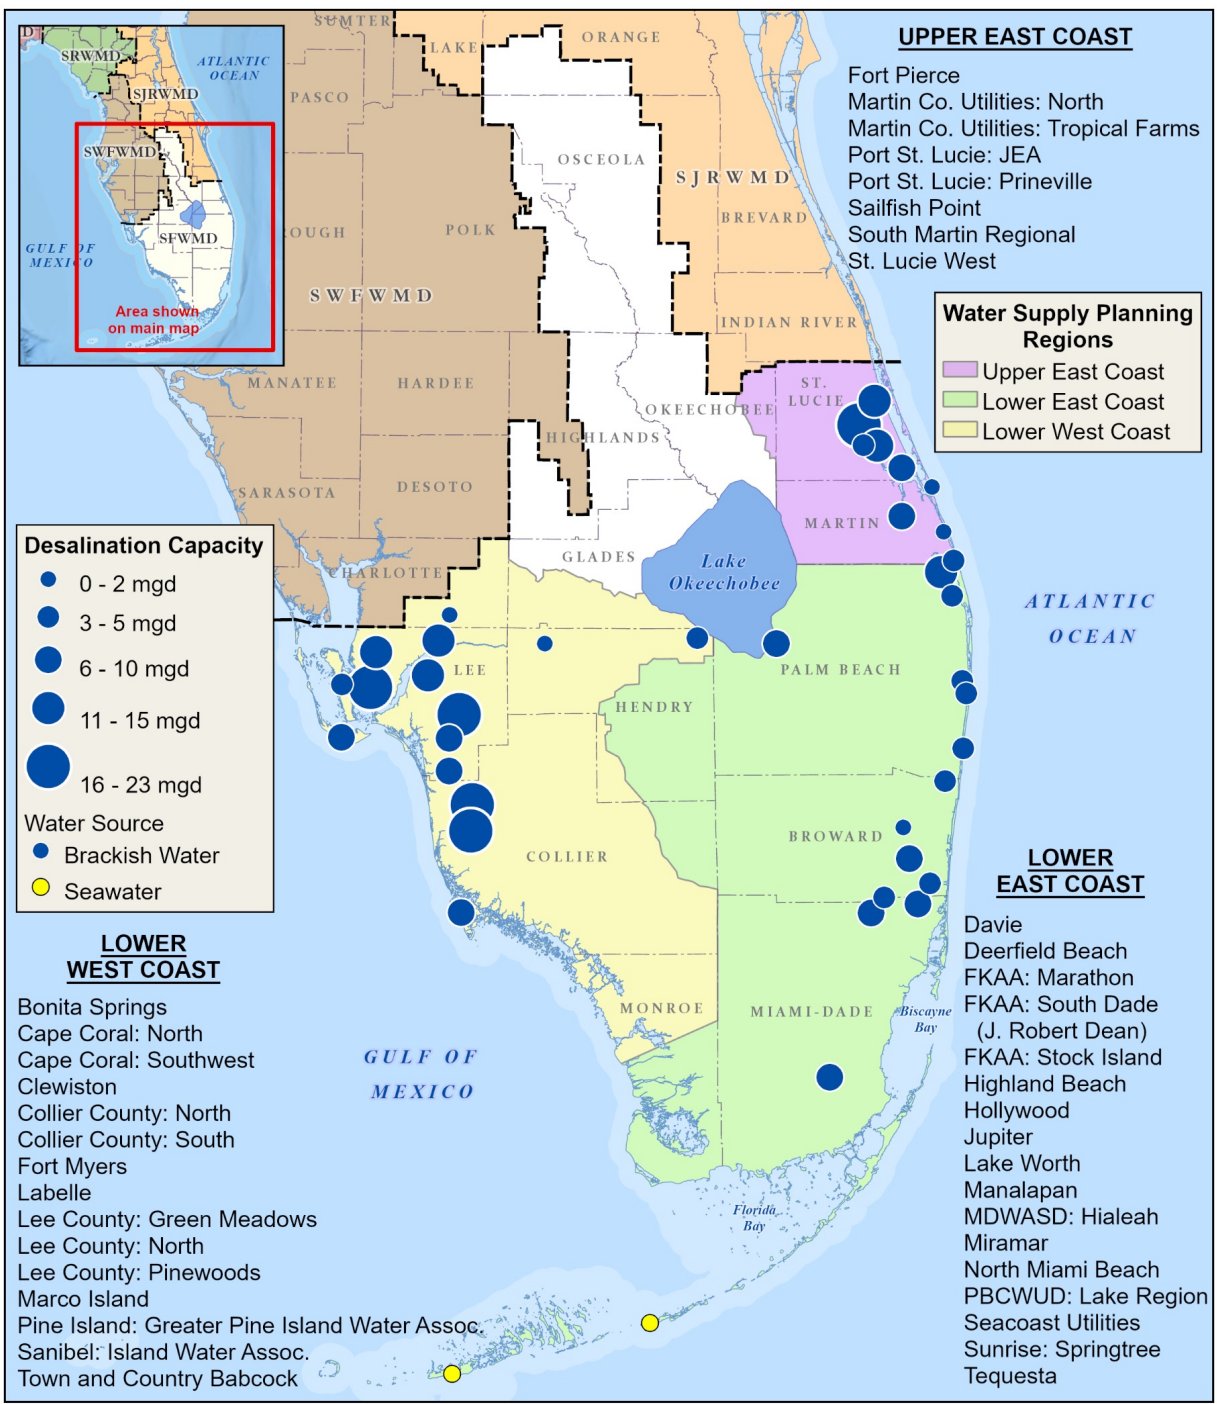 D
SRWMD
SJRWMD
SWFWMD
SFWMD
ATLANTIC
OCEAN
GULF OF
MEXICO
Area shown
on main map
SUMTER
LAKE
ORANGE
PASCO
OSCEOLA
SJRWMD
BREVARD
ROUGH
POLK
SWFWMD
INDIAN RIVER
MANATEE
HARDEE
ST.
LUCIE
OKEECHOBEE
HIGHLANDS
SARASOTA
DESOTO
MARTIN
GLADES
CHARLOTTE
Lake
Okeechobee
ATLANTIC
OCEAN
LEE
PALM BEACH
HENDRY
BROWARD
COLLIER
MONROE
MIAMI-DADE
Biscayne
Bay
GULF OF
MEXICO
Florida
Bay
UPPER EAST COAST
Fort Pierce
Martin Co. Utilities: North
Martin Co. Utilities: Tropical Farms
Port St. Lucie: JEA
Port St. Lucie: Prineville
Sailfish Point
South Martin Regional
St. Lucie West
Water Supply Planning
Regions
Upper East Coast
Lower East Coast
Lower West Coast
Desalination Capacity
0 - 2 mgd
3 - 5 mgd
6 - 10 mgd
11 - 15 mgd
16 - 23 mgd
Water Source
Brackish Water
Seawater
LOWER
WEST COAST
Bonita Springs
Cape Coral: North
Cape Coral: Southwest
Clewiston
Collier County: North
Collier County: South
Fort Myers
Labelle
Lee County: Green Meadows
Lee County: North
Lee County: Pinewoods
Marco Island
Pine Island: Greater Pine Island Water Assoc.
Sanibel: Island Water Assoc.
Town and Country Babcock
LOWER
EAST COAST
Davie
Deerfield Beach
FKAA: Marathon
FKAA: South Dade
(J. Robert Dean)
FKAA: Stock Island
Highland Beach
Hollywood
Jupiter
Lake Worth
Manalapan
MDWASD: Hialeah
Miramar
North Miami Beach
PBCWUD: Lake Region
Seacoast Utilities
Sunrise: Springtree
Tequesta